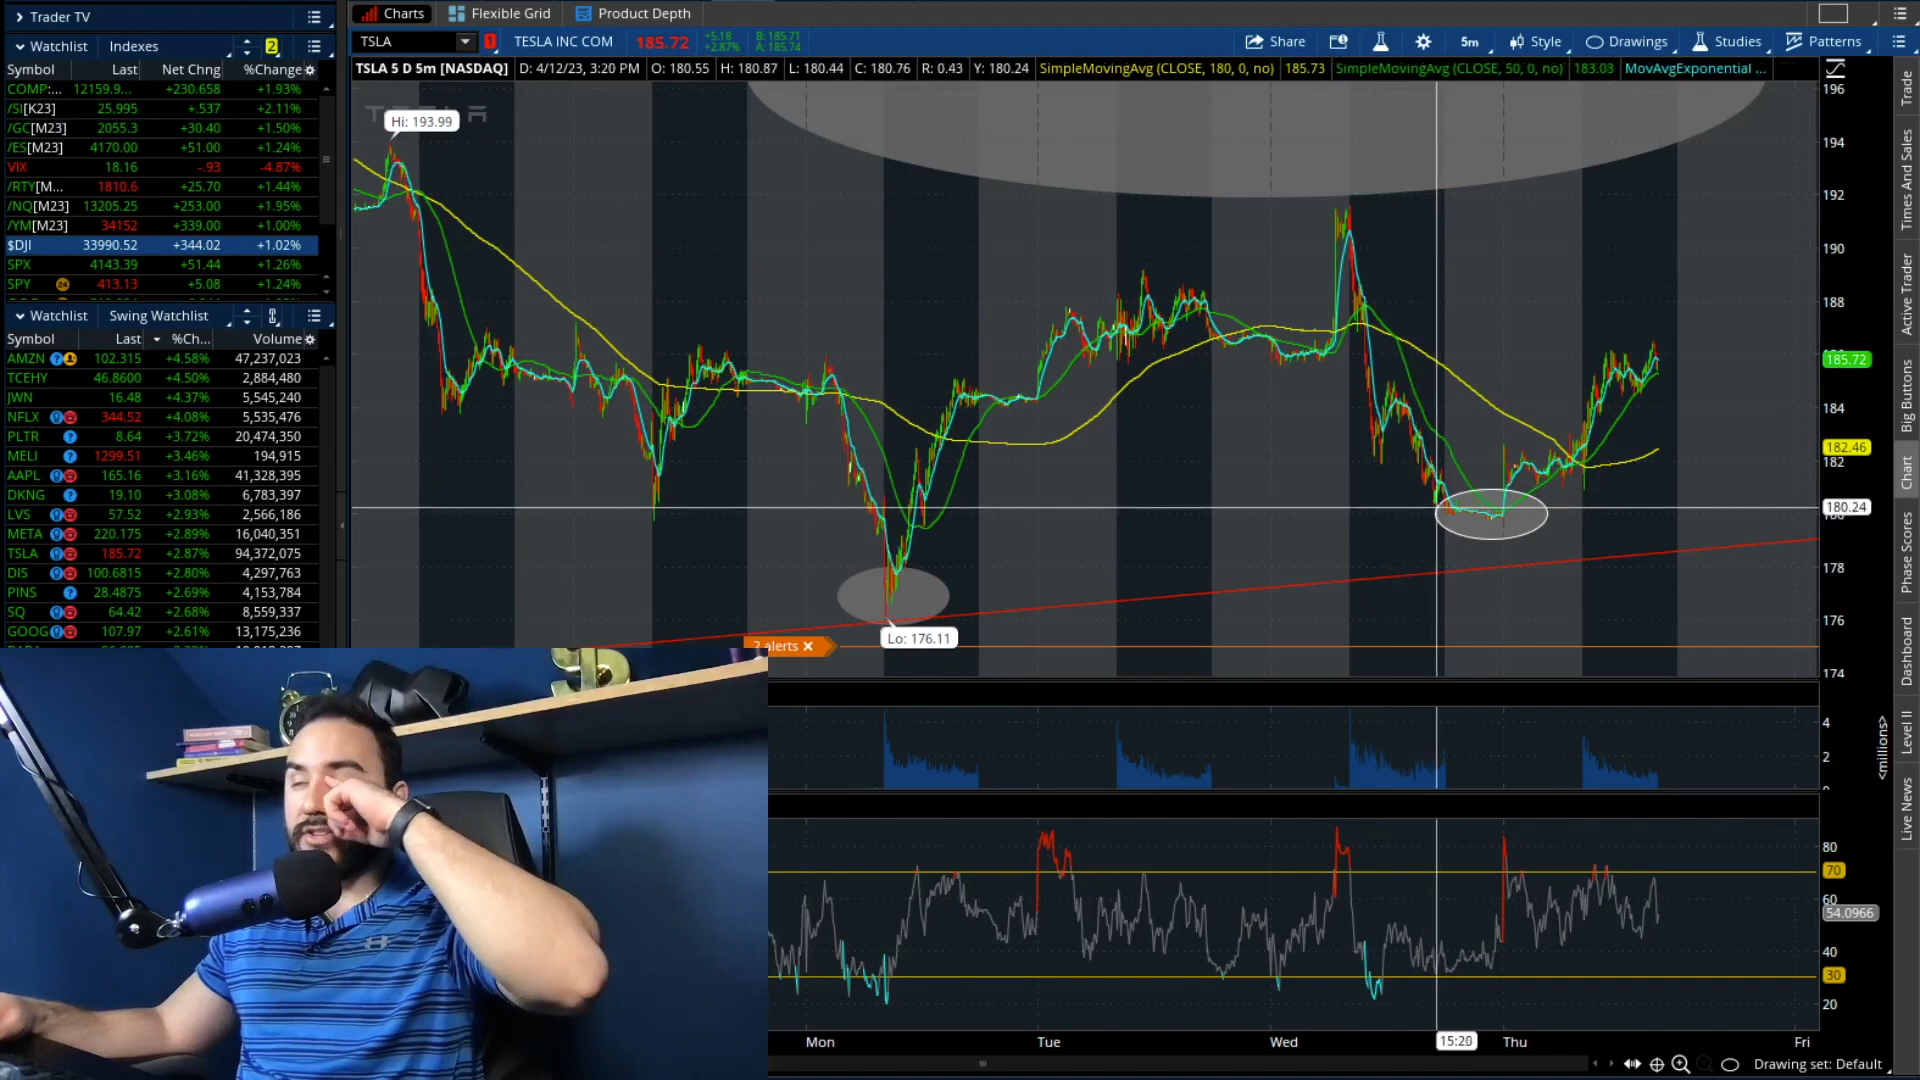 Trader TV
Charts
Flexible Grid
Product Depth
Watchlist
Indexes
2
TSLA
1
TESLA INC COM
185.72
+5.18
+2.87%
B: 185.71
A: 185.74
Share
5m
Style
Drawings
Studies
Patterns
Symbol Last Net Chng %Change
TSLA 5 D 5m [NASDAQ] D: 4/12/23, 3:20 PM O: 180.55 H: 180.87 L: 180.44 C: 180.76 R: 0.43 Y: 180.24 SimpleMovingAvg (CLOSE, 180, 0, no) 185.73 SimpleMovingAvg (CLOSE, 50, 0, no) 183.03 MovAvgExponential ...
COMP:... 12159.9... +230.658 +1.93%
/SI[K23] 25.995 +.537 +2.11%
/GC[M23] 2055.3 +30.40 +1.50%
/ES[M23] 4170.00 +51.00 +1.24%
VIX 18.16 -.93 -4.87%
/RTY[M... 1810.6 +25.70 +1.44%
/NQ[M23] 13205.25 +253.00 +1.95%
/YM[M23] 34152 +339.00 +1.00%
$DJI 33990.52 +344.02 +1.02%
SPX 4143.39 +51.44 +1.26%
SPY 24 413.13 +5.08 +1.24%
Watchlist
Swing Watchlist
Symbol Last %Ch... Volume
AMZN 102.315 +4.58% 47,237,023
TCEHY 46.8600 +4.50% 2,884,480
JWN 16.48 +4.37% 5,545,240
NFLX 344.52 +4.08% 5,535,476
PLTR 8.64 +3.72% 20,474,350
MELI 1299.51 +3.46% 194,915
AAPL 165.16 +3.16% 41,328,395
DKNG 19.10 +3.08% 6,783,397
LVS 57.52 +2.93% 2,566,186
META 220.175 +2.89% 16,040,351
TSLA 185.72 +2.87% 94,372,075
DIS 100.6815 +2.80% 4,297,763
PINS 28.4875 +2.69% 4,153,784
SQ 64.42 +2.68% 8,559,337
GOOG 107.97 +2.61% 13,175,236
Hi: 193.99
Lo: 176.11
2 alerts
196
194
192
190
188
185.72
184
182.46
182
180.24
178
176
174
4
2
0
<millions>
80
70
60
54.0966
40
30
20
Mon
Tue
Wed
15:20
Thu
Fri
Drawing set: Default
Trade
Times And Sales
Active Trader
Big Buttons
Chart
Phase Scores
Dashboard
Level II
Live News